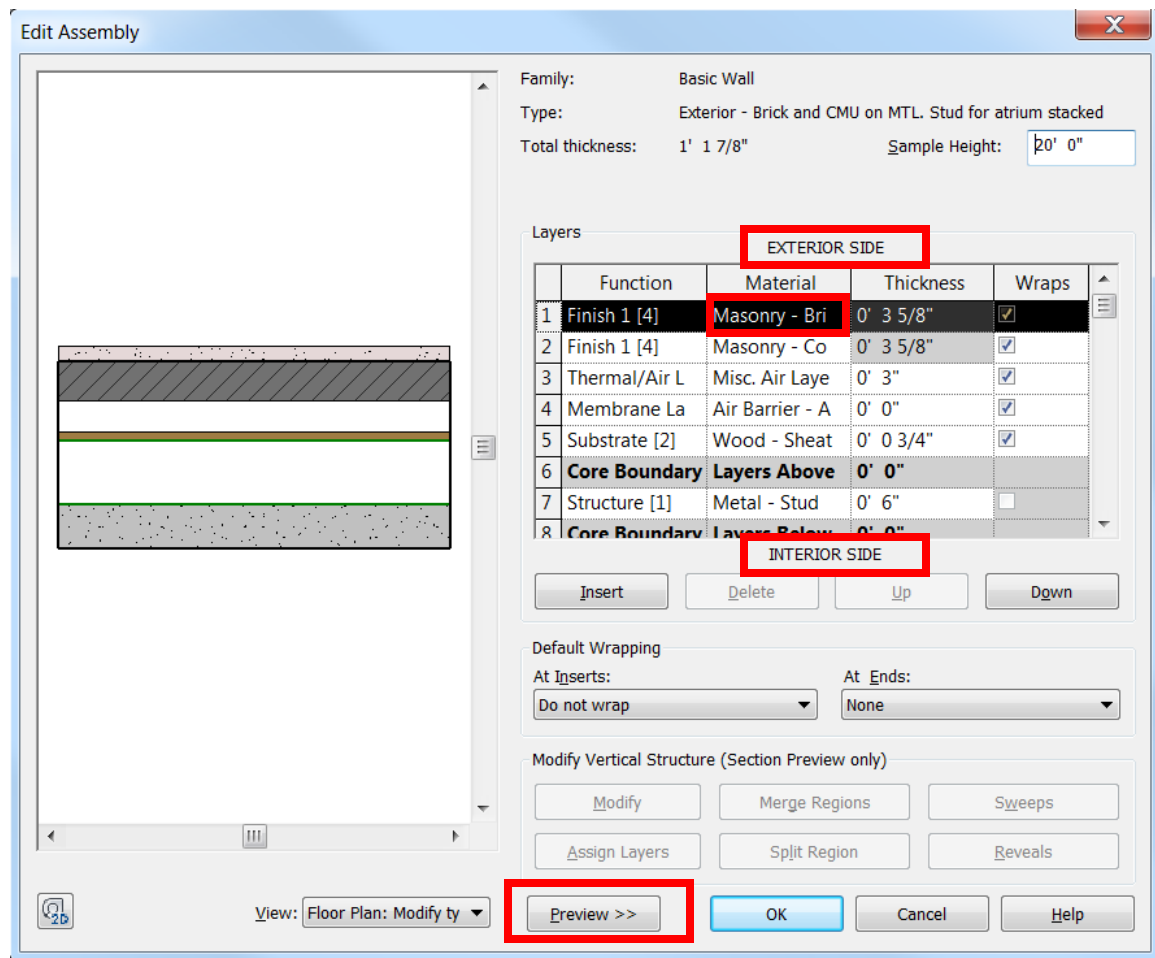 Edit Assembly
Family: Basic Wall
Type: Exterior - Brick and CMU on MTL. Stud for atrium stacked
Total thickness: 1' 1 7/8" Sample Height: 20' 0"
Layers
EXTERIOR SIDE
Function Material Thickness Wraps
1 Finish 1 [4] Masonry - Bri 0' 3 5/8"
2 Finish 1 [4] Masonry - Co 0' 3 5/8"
3 Thermal/Air L Misc. Air Laye 0' 3"
4 Membrane La Air Barrier - A 0' 0"
5 Substrate [2] Wood - Sheat 0' 0 3/4"
6 Core Boundary Layers Above 0' 0"
7 Structure [1] Metal - Stud 0' 6"
8 Core Boundary Layers Below 0' 0"
INTERIOR SIDE
Insert Delete Up Down
Default Wrapping
At Inserts: At Ends:
Do not wrap None
Modify Vertical Structure (Section Preview only)
Modify Merge Regions Sweeps
Assign Layers Split Region Reveals
2D View: Floor Plan: Modify ty Preview >> OK Cancel Help